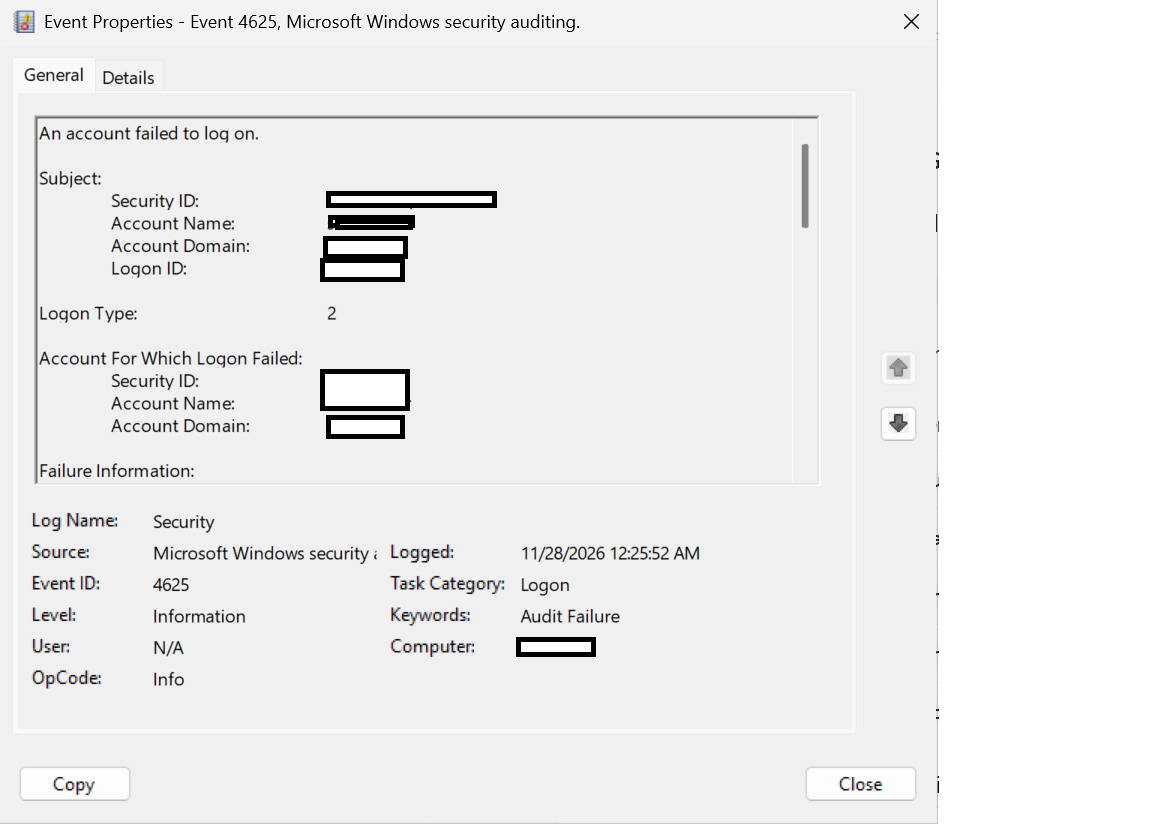 Event Properties - Event 4625, Microsoft Windows security auditing.
General Details
An account failed to log on.
Subject:
Security ID:
Account Name:
Account Domain:
Logon ID:
Logon Type: 2
Account For Which Logon Failed:
Security ID:
Account Name:
Account Domain:
Failure Information:
Log Name: Security
Source: Microsoft Windows security Logged: 11/28/2026 12:25:52 AM
Event ID: 4625 Task Category: Logon
Level: Information Keywords: Audit Failure
User: N/A Computer:
OpCode: Info
Copy Close